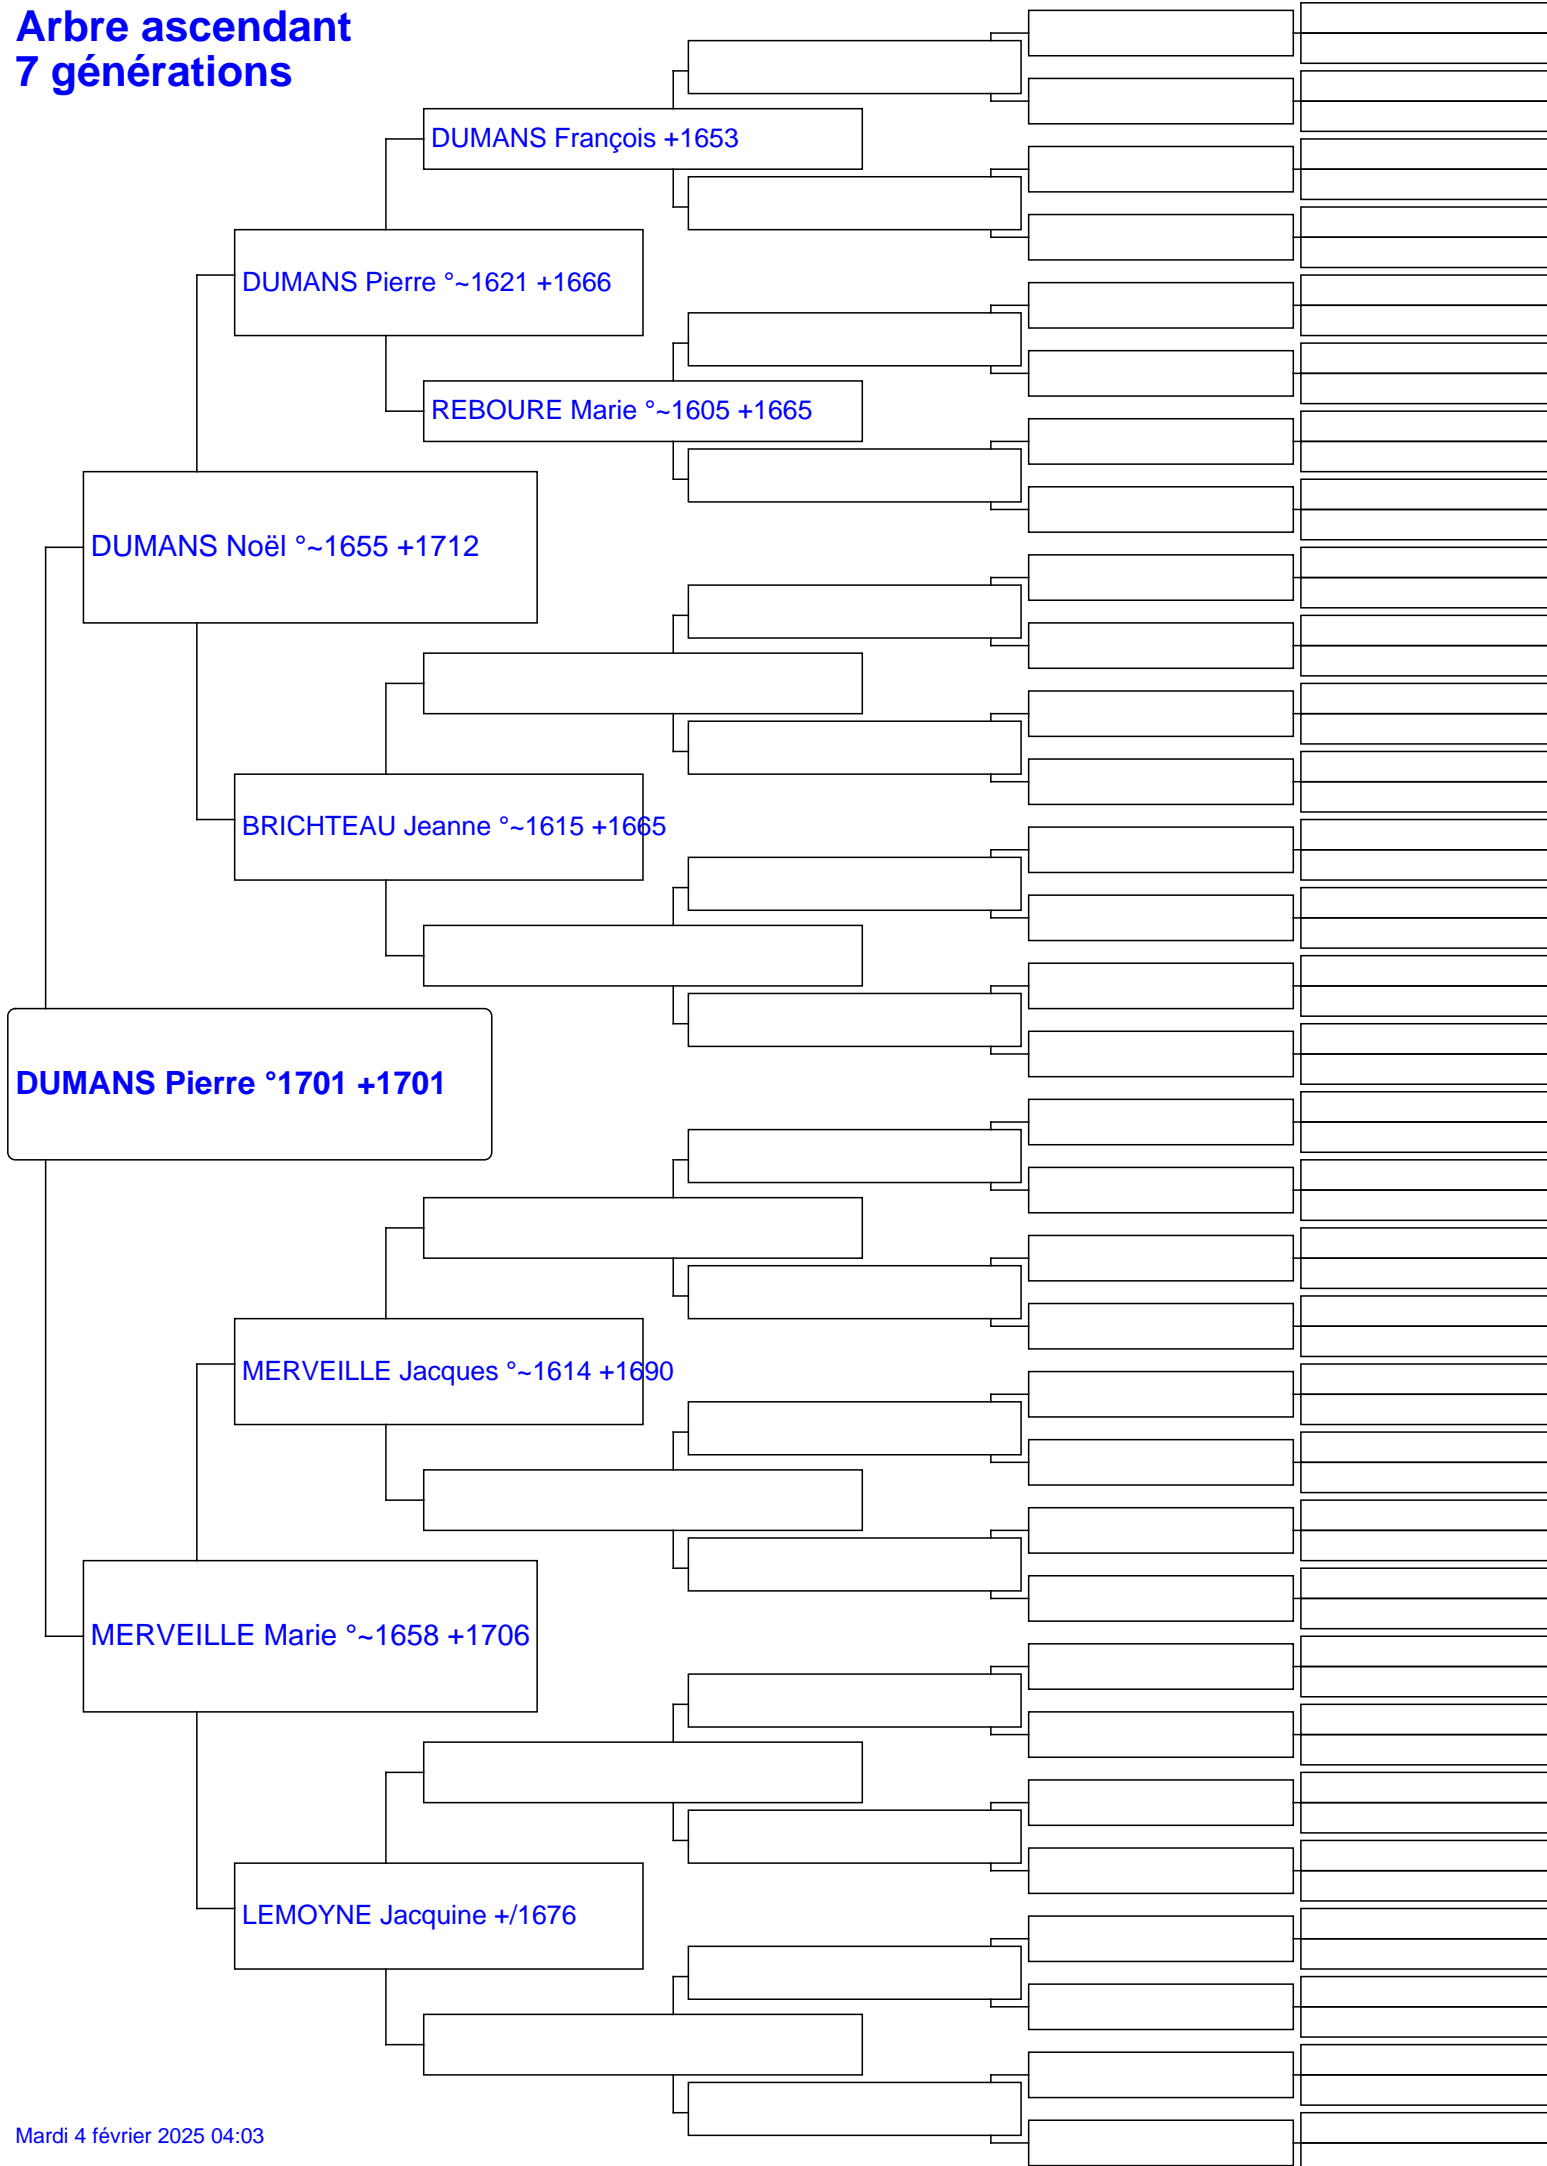 Arbre ascendant
7 générations
DUMANS François +1653
DUMANS Pierre °~1621 +1666
REBOURE Marie °~1605 +1665
DUMANS Noël °~1655 +1712
BRICHTEAU Jeanne °~1615 +1665
DUMANS Pierre °1701 +1701
MERVEILLE Jacques °~1614 +1690
MERVEILLE Marie °~1658 +1706
LEMOYNE Jacquine +/1676
Mardi 4 février 2025 04:03